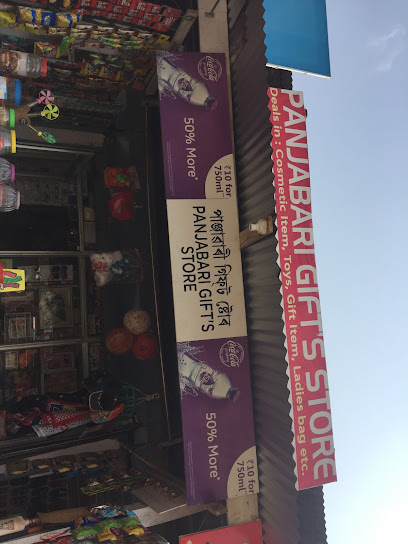 PANJABARI GIFT'S STORE
Deals in : Cosmetic Item, Toys, Gift Item, Ladies bag etc.
50% More*
₹10 for
750ml
পাঞ্জাবাৰী গিফ্ট ষ্টোৰ
PANJABARI GIFT'S
STORE
50% More*
₹10 for
750ml